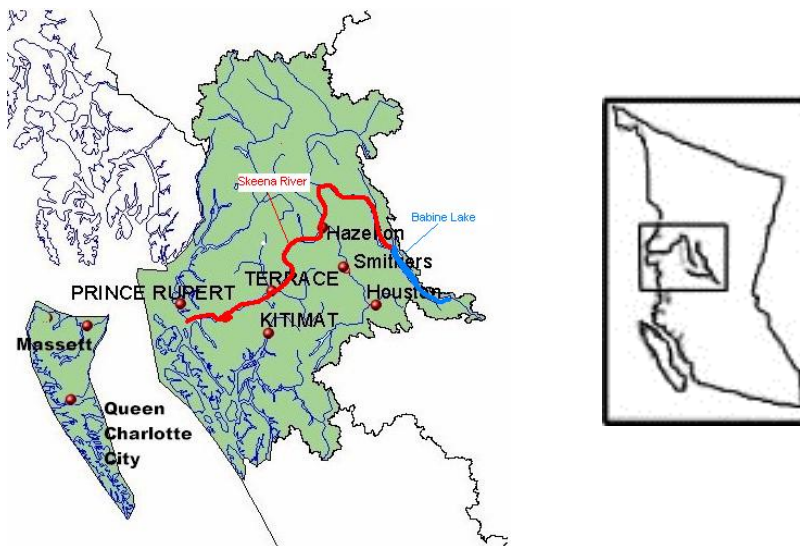 Skeena River
Babine Lake
Hazelton
Smithers
TERRACE
PRINCE RUPERT
Houston
KITIMAT
Massett
Queen
Charlotte
City